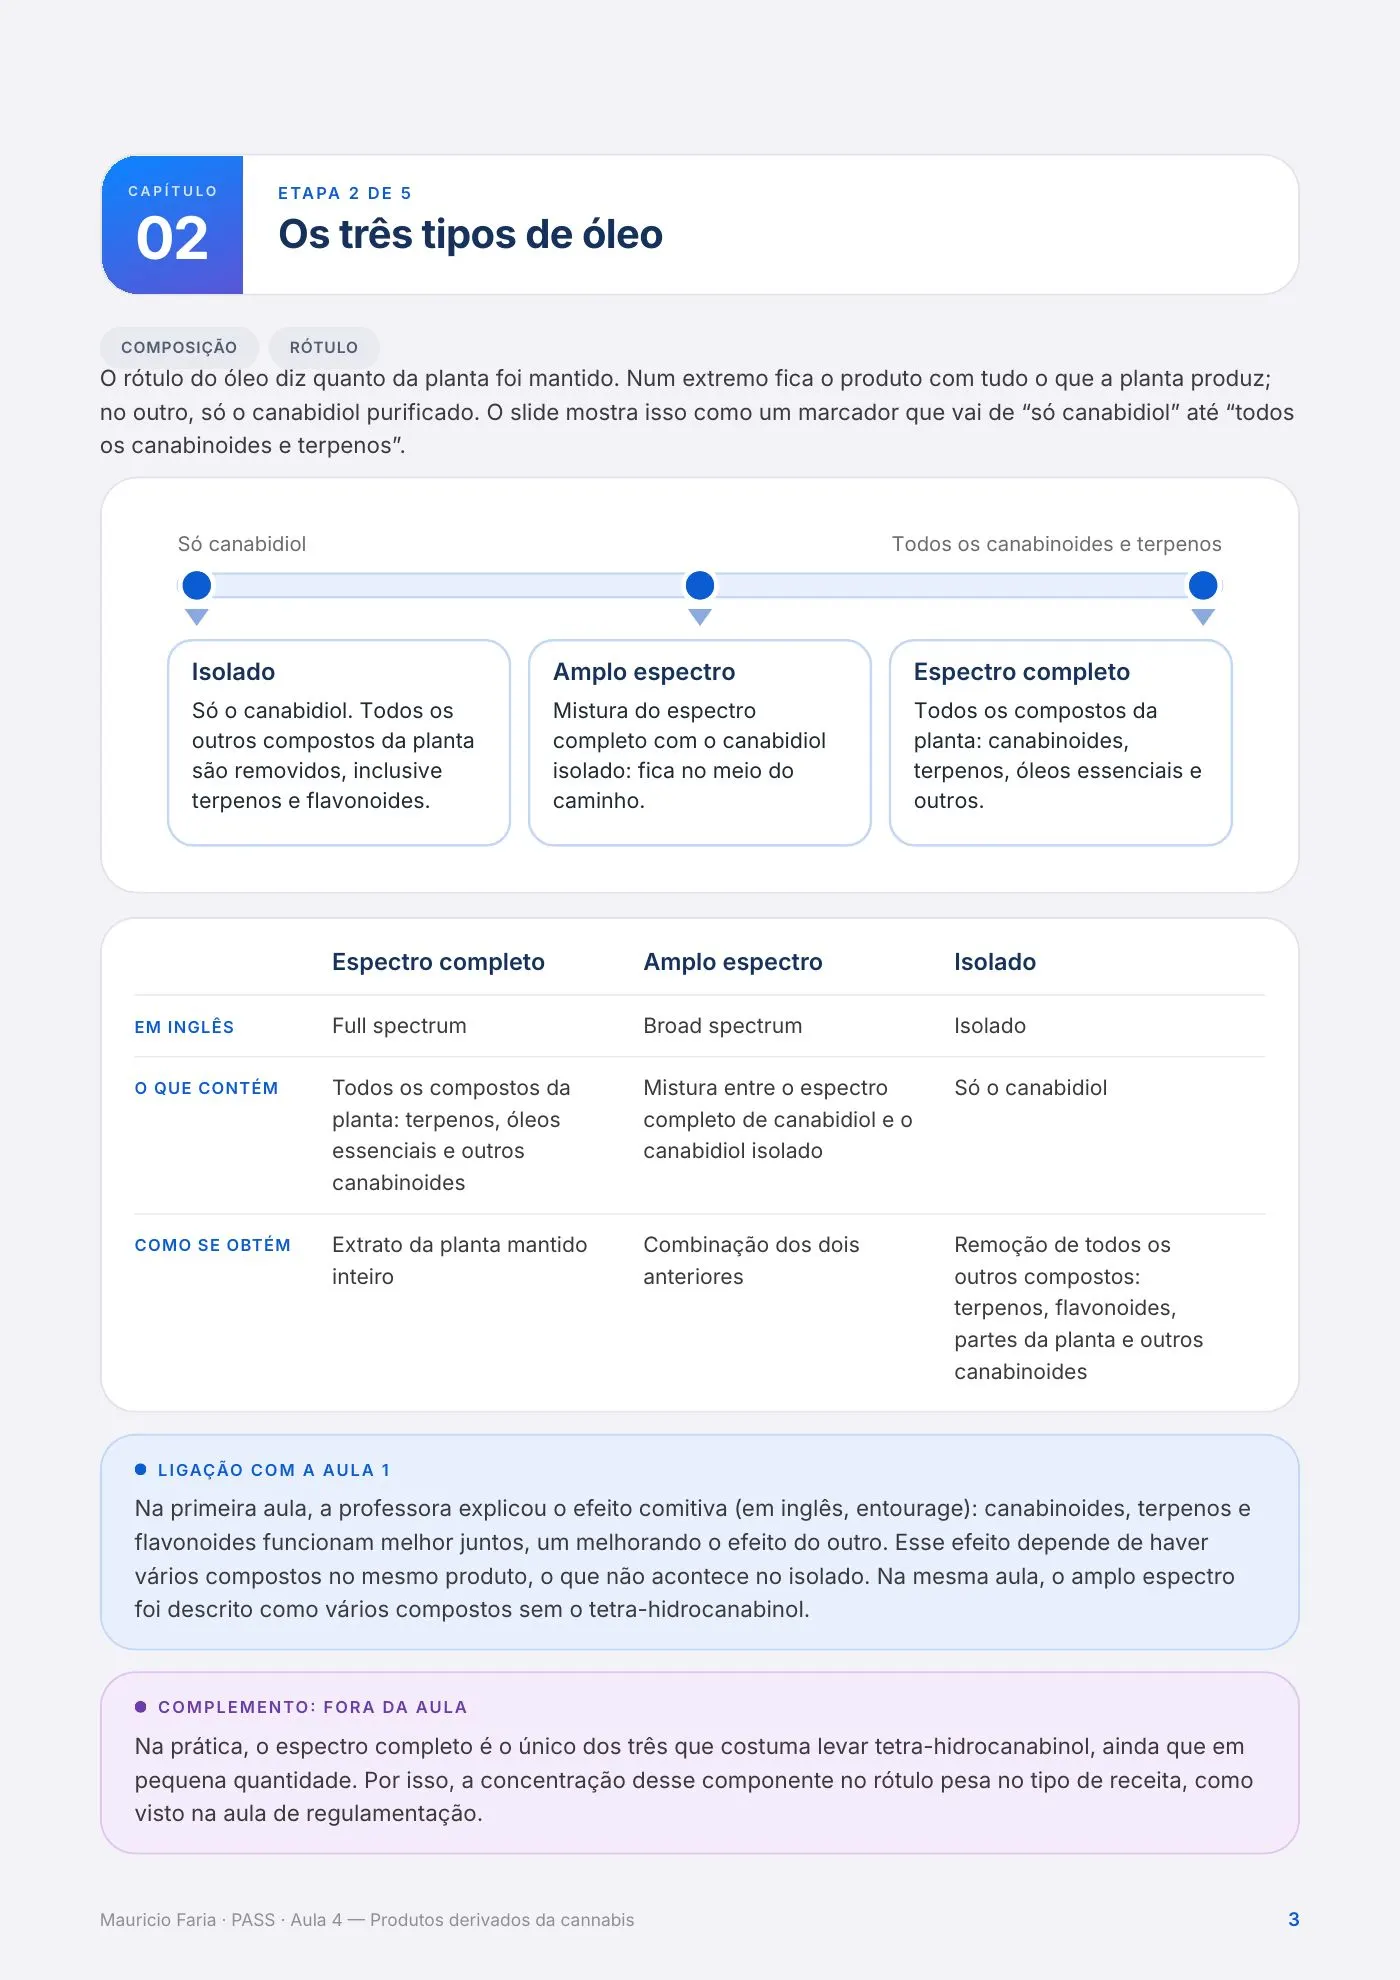 CAPÍTULO
02
ETAPA 2 DE 5
Os três tipos de óleo
COMPOSIÇÃO
RÓTULO
O rótulo do óleo diz quanto da planta foi mantido. Num extremo fica o produto com tudo o que a planta produz;
no outro, só o canabidiol purificado. O slide mostra isso como um marcador que vai de “só canabidiol” até “todos
os canabinoides e terpenos”.
Só canabidiol
Todos os canabinoides e terpenos
Isolado
Só o canabidiol. Todos os
outros compostos da planta
são removidos, inclusive
terpenos e flavonoides.
Amplo espectro
Mistura do espectro
completo com o canabidiol
isolado: fica no meio do
caminho.
Espectro completo
Todos os compostos da
planta: canabinoides,
terpenos, óleos essenciais e
outros.
Espectro completo
Amplo espectro
Isolado
EM INGLÊS
Full spectrum
Broad spectrum
Isolado
O QUE CONTÉM
Todos os compostos da
planta: terpenos, óleos
essenciais e outros
canabinoides
Mistura entre o espectro
completo de canabidiol e o
canabidiol isolado
Só o canabidiol
COMO SE OBTÉM
Extrato da planta mantido
inteiro
Combinação dos dois
anteriores
Remoção de todos os
outros compostos:
terpenos, flavonoides,
partes da planta e outros
canabinoides
LIGAÇÃO COM A AULA 1
Na primeira aula, a professora explicou o efeito comitiva (em inglês, entourage): canabinoides, terpenos e
flavonoides funcionam melhor juntos, um melhorando o efeito do outro. Esse efeito depende de haver
vários compostos no mesmo produto, o que não acontece no isolado. Na mesma aula, o amplo espectro
foi descrito como vários compostos sem o tetra-hidrocanabinol.
COMPLEMENTO: FORA DA AULA
Na prática, o espectro completo é o único dos três que costuma levar tetra-hidrocanabinol, ainda que em
pequena quantidade. Por isso, a concentração desse componente no rótulo pesa no tipo de receita, como
visto na aula de regulamentação.
Mauricio Faria · PASS · Aula 4 — Produtos derivados da cannabis
3